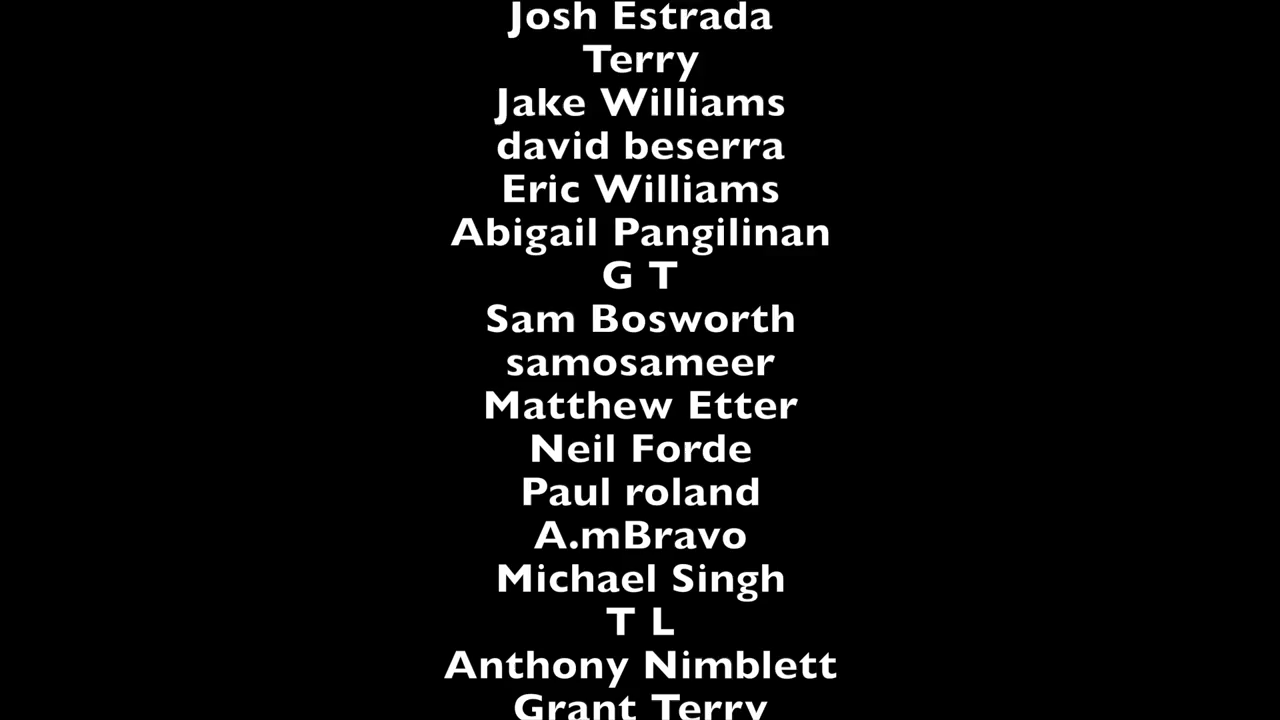 Josh Estrada
Terry
Jake Williams
david beserra
Eric Williams
Abigail Pangilinan
G T
Sam Bosworth
samosameer
Matthew Etter
Neil Forde
Paul roland
A.mBravo
Michael Singh
T L
Anthony Nimblett
Grant Terry